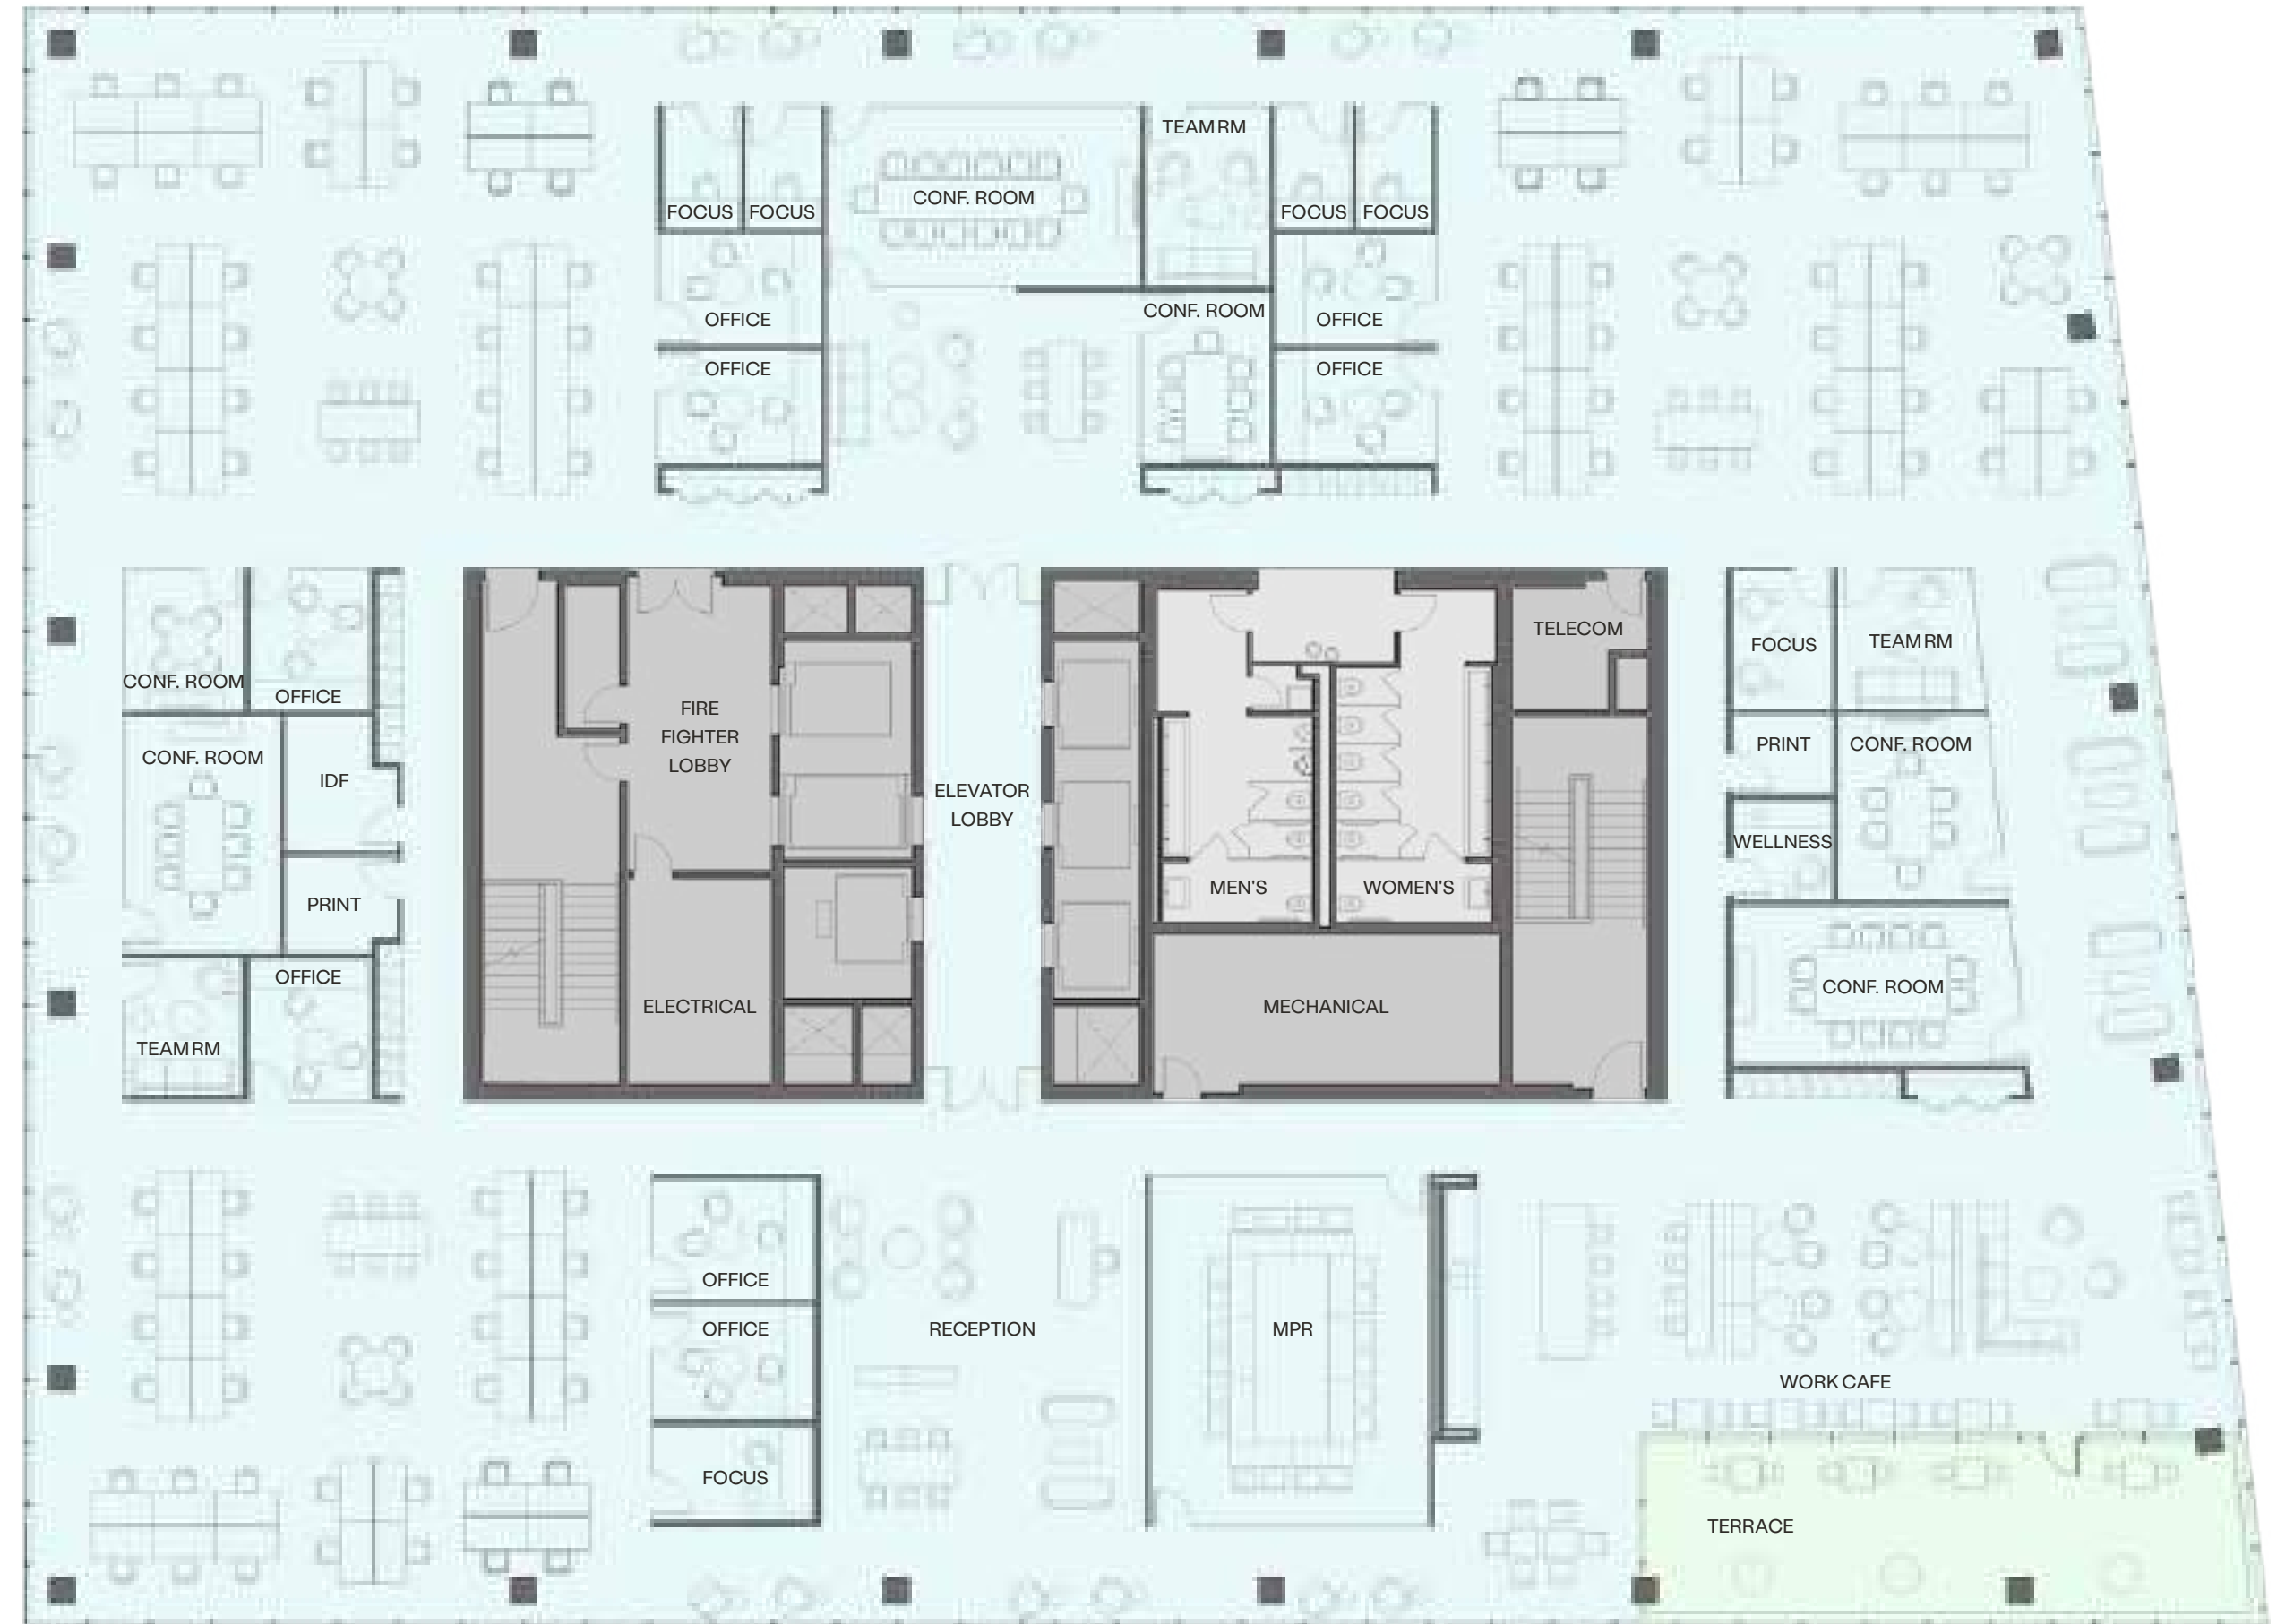 TEAM RM
CONF. ROOM
FOCUS
FOCUS
FOCUS
FOCUS
CONF. ROOM
OFFICE
OFFICE
OFFICE
OFFICE
TELECOM
FOCUS
TEAM RM
CONF. ROOM
OFFICE
FIRE
FIGHTER
LOBBY
PRINT
CONF. ROOM
CONF. ROOM
IDF
ELEVATOR
LOBBY
WELLNESS
MEN'S
WOMEN'S
PRINT
OFFICE
CONF. ROOM
ELECTRICAL
MECHANICAL
TEAM RM
OFFICE
OFFICE
RECEPTION
MPR
WORK CAFE
FOCUS
TERRACE